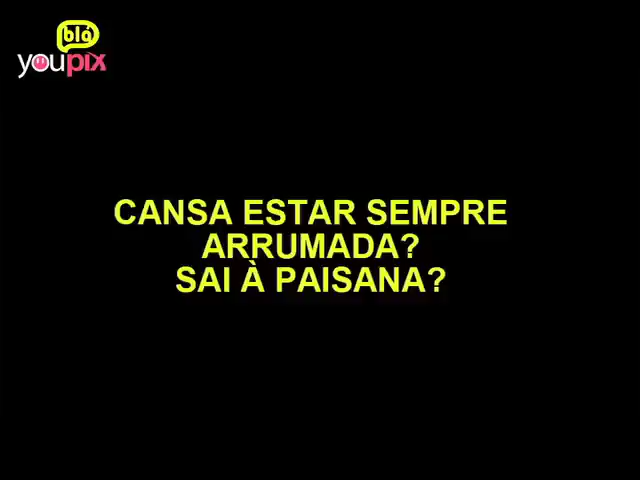 blá
youpix
CANSA ESTAR SEMPRE
ARRUMADA?
SAI À PAISANA?